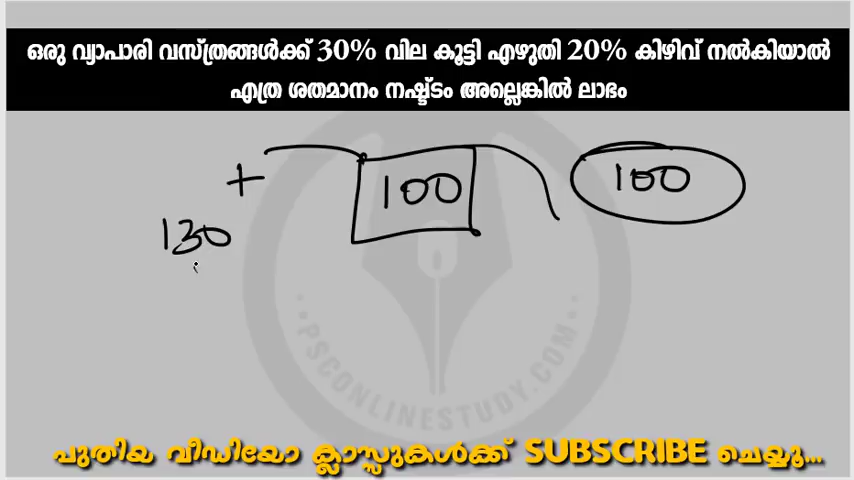 ഒരു വ്യാപാരി വസ്ത്രങ്ങൾക്ക് 30% വില കൂട്ടി എഴുതി 20% കിഴിവ് നൽകിയാൽ
എത്ര ശതമാനം നഷ്ട്ടം അല്ലെങ്കിൽ ലാഭം
+ 100 100
130
PSCONLINESTUDY.COM
പുതിയ വീഡിയോ ക്ലാസ്സുകൾക്ക് SUBSCRIBE ചെയ്യൂ...